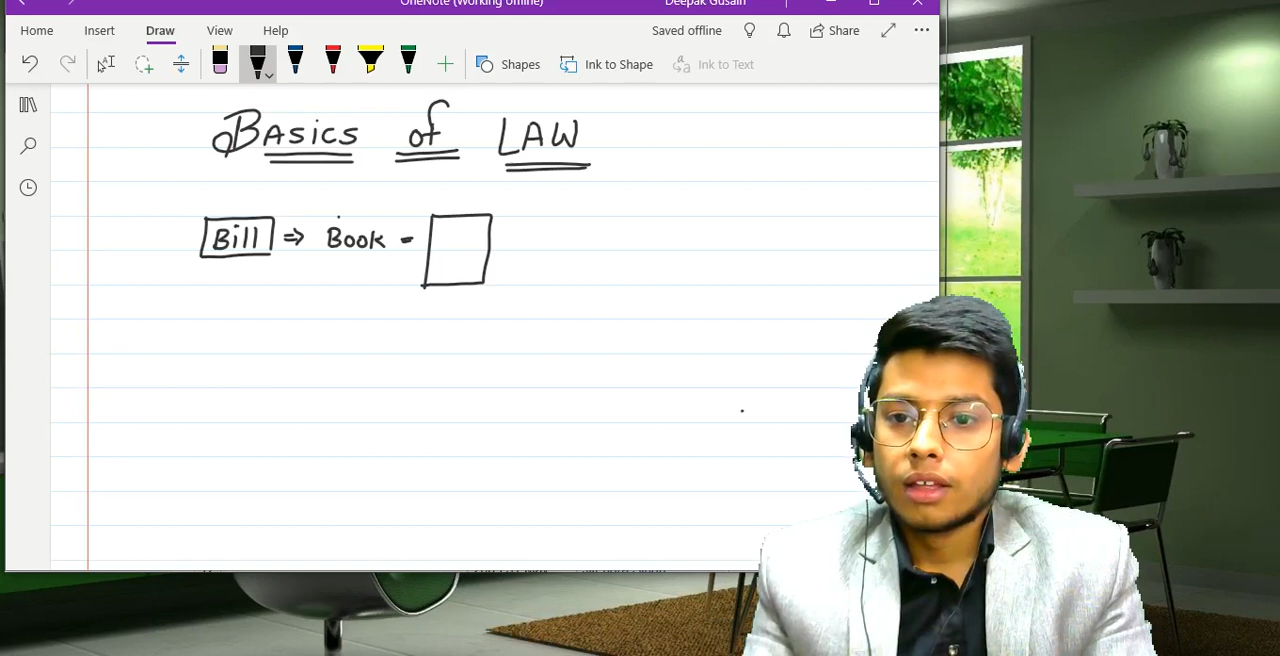 OneNote (Working offline) Deepak Gusain
Home Insert Draw View Help Saved offline Share
Shapes Ink to Shape Ink to Text
BASICS of LAW
Bill ⇒ Book -